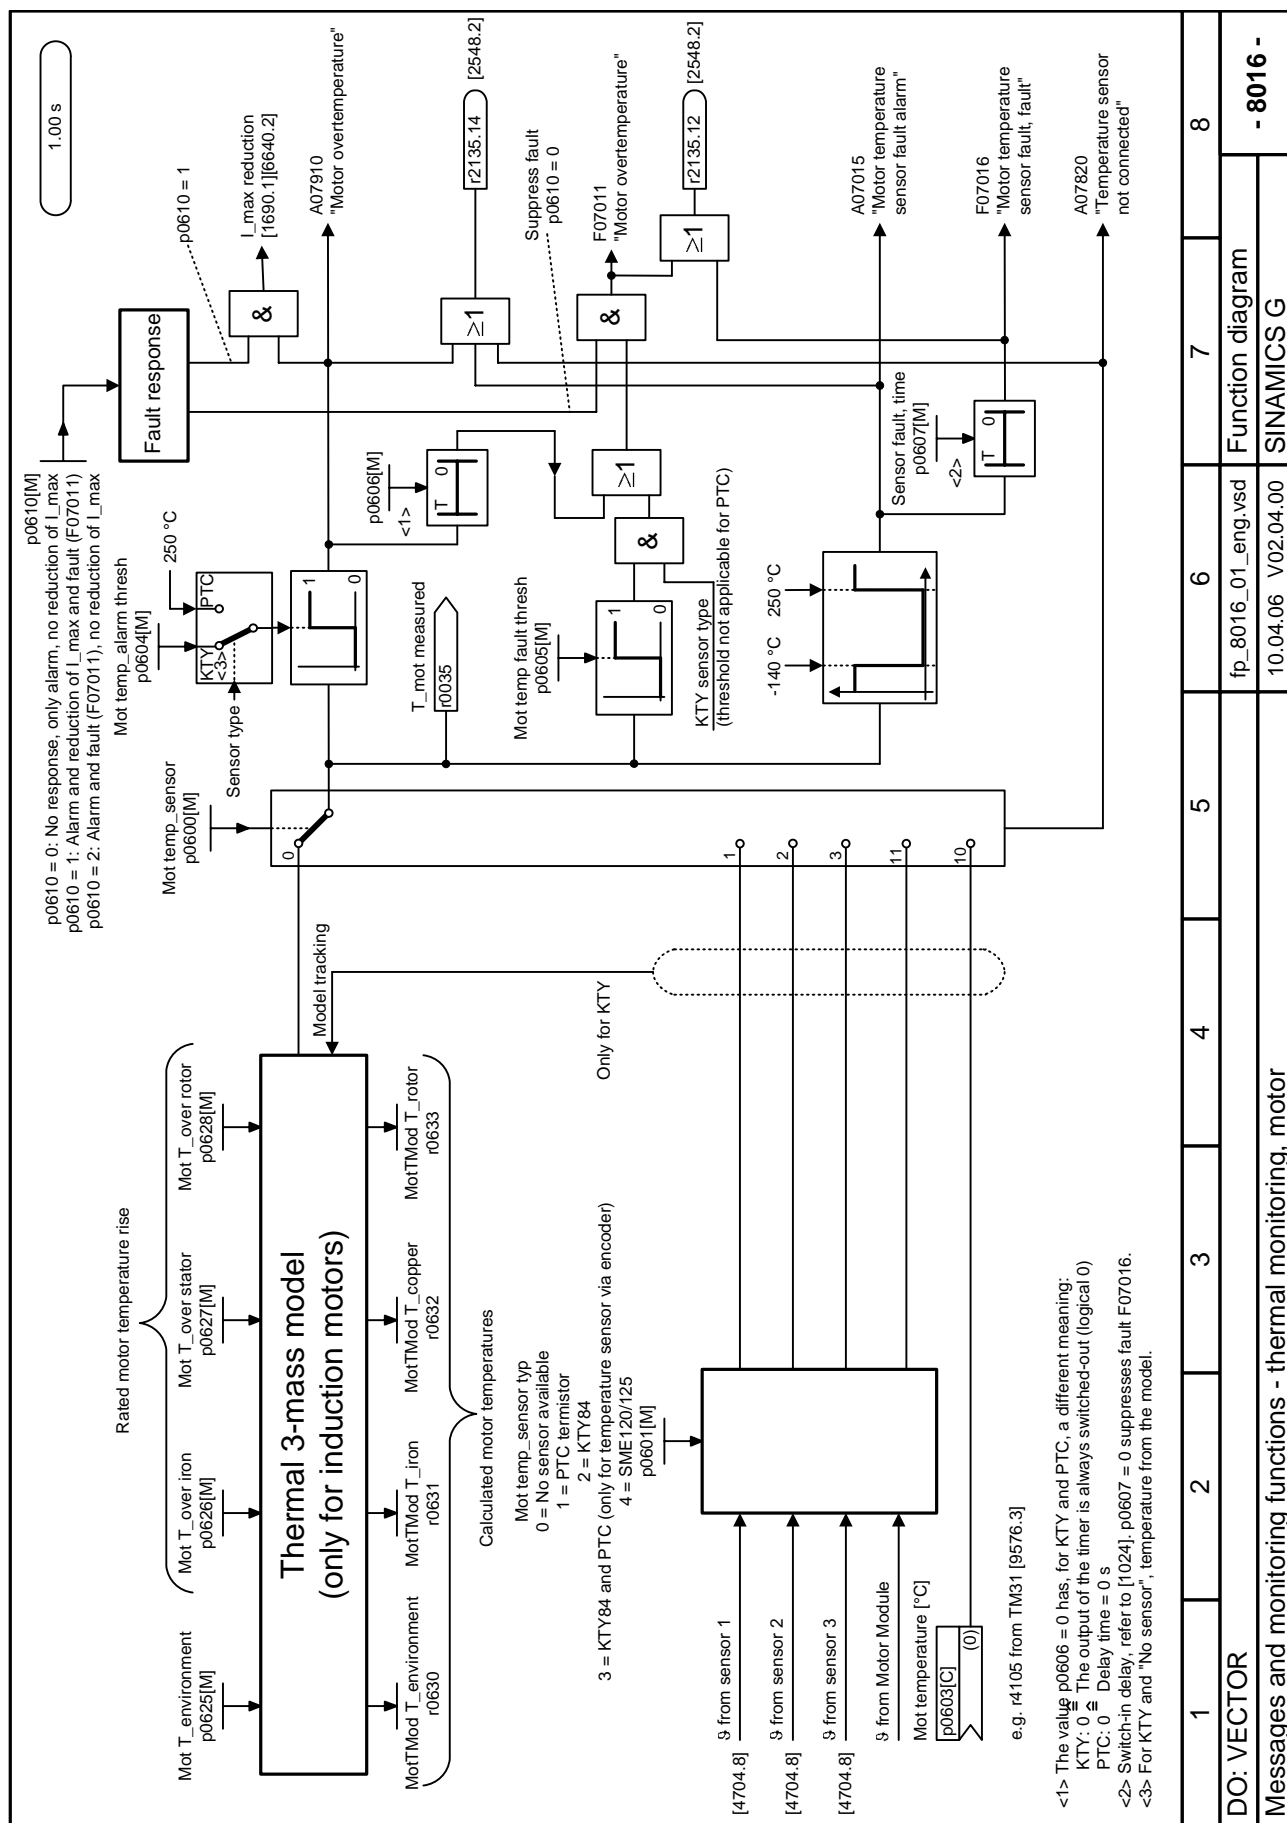 1.00 s
p0610[M]
p0610 = 0: No response, only alarm, no reduction of I_max
p0610 = 1: Alarm and reduction of I_max and fault (F07011)
p0610 = 2: Alarm and fault (F07011), no reduction of I_max
Fault response
p0610 = 1
I_max reduction
[1690.1][6640.2]
&
A07910
"Motor overtemperature"
Mot temp_alarm thresh
p0604[M]
250 °C
KTY
PTC
<3>
Sensor type
1
0
Mot temp_sensor
p0600[M]
0
Rated motor temperature rise
Mot T_environment
p0625[M]
Mot T_over iron
p0626[M]
Mot T_over stator
p0627[M]
Mot T_over rotor
p0628[M]
Thermal 3-mass model
(only for induction motors)
Model tracking
MotTMod T_environment
r0630
MotTMod T_iron
r0631
MotTMod T_copper
r0632
MotTMod T_rotor
r0633
Calculated motor temperatures
p0606[M]
<1>
T
0
≥1
r2135.14
[2548.2]
T_mot measured
r0035
Suppress fault
p0610 = 0
F07011
"Motor overtemperature"
&
≥1
&
≥1
r2135.12
[2548.2]
Mot temp fault thresh
p0605[M]
1
0
KTY sensor type
(threshold not applicable for PTC)
Only for KTY
Mot temp_sensor typ
0 = No sensor available
1 = PTC termistor
2 = KTY84
3 = KTY84 and PTC (only for temperature sensor via encoder)
4 = SME120/125
p0601[M]
-140 °C
250 °C
A07015
"Motor temperature
sensor fault alarm"
Sensor fault, time
p0607[M]
<2>
T
0
F07016
"Motor temperature
sensor fault, fault"
A07820
"Temperature sensor
not connected"
[4704.8]
ϑ from sensor 1
1
[4704.8]
ϑ from sensor 2
2
[4704.8]
ϑ from sensor 3
3
ϑ from Motor Module
11
Mot temperature [°C]
p0603[C]
(0)
10
e.g. r4105 from TM31 [9576.3]
<1> The value p0606 = 0 has, for KTY and PTC, a different meaning:
KTY: 0 ≙ The output of the timer is always switched-out (logical 0)
PTC: 0 ≙ Delay time = 0 s
<2> Switch-in delay, refer to [1024]. p0607 = 0 suppresses fault F07016.
<3> For KTY and "No sensor", temperature from the model.
1
2
3
4
5
6
7
8
DO: VECTOR
fp_8016_01_eng.vsd
Function diagram
- 8016 -
Messages and monitoring functions - thermal monitoring, motor
10.04.06 V02.04.00
SINAMICS G